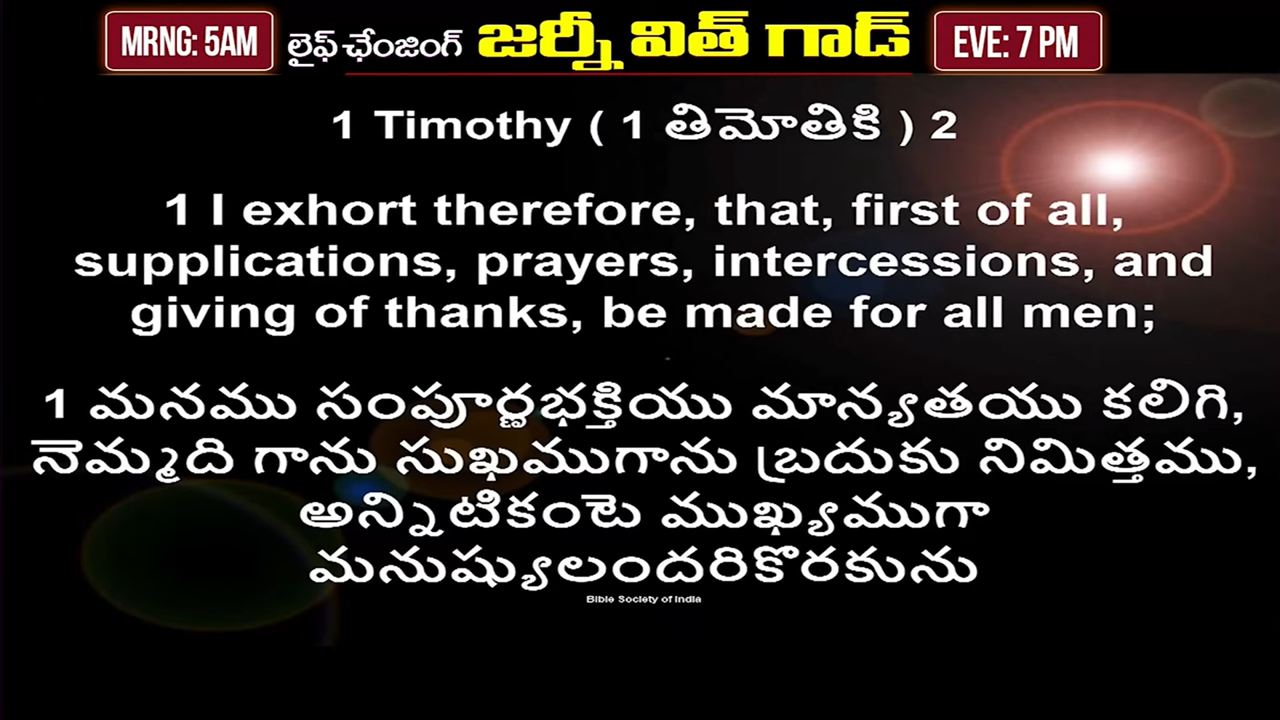 MRNG: 5AM లైఫ్ ఛేంజింగ్ జర్నీ విత్ గాడ్ EVE: 7 PM
1 Timothy ( 1 తిమోతికి ) 2
1 I exhort therefore, that, first of all,
supplications, prayers, intercessions, and
giving of thanks, be made for all men;
1 మనము సంపూర్ణభక్తియు మాన్యతయు కలిగి,
నెమ్మది గాను సుఖముగాను బ్రదుకు నిమిత్తము,
అన్నిటికంటె ముఖ్యముగా
మనుష్యులందరికొరకును
Bible Society of India